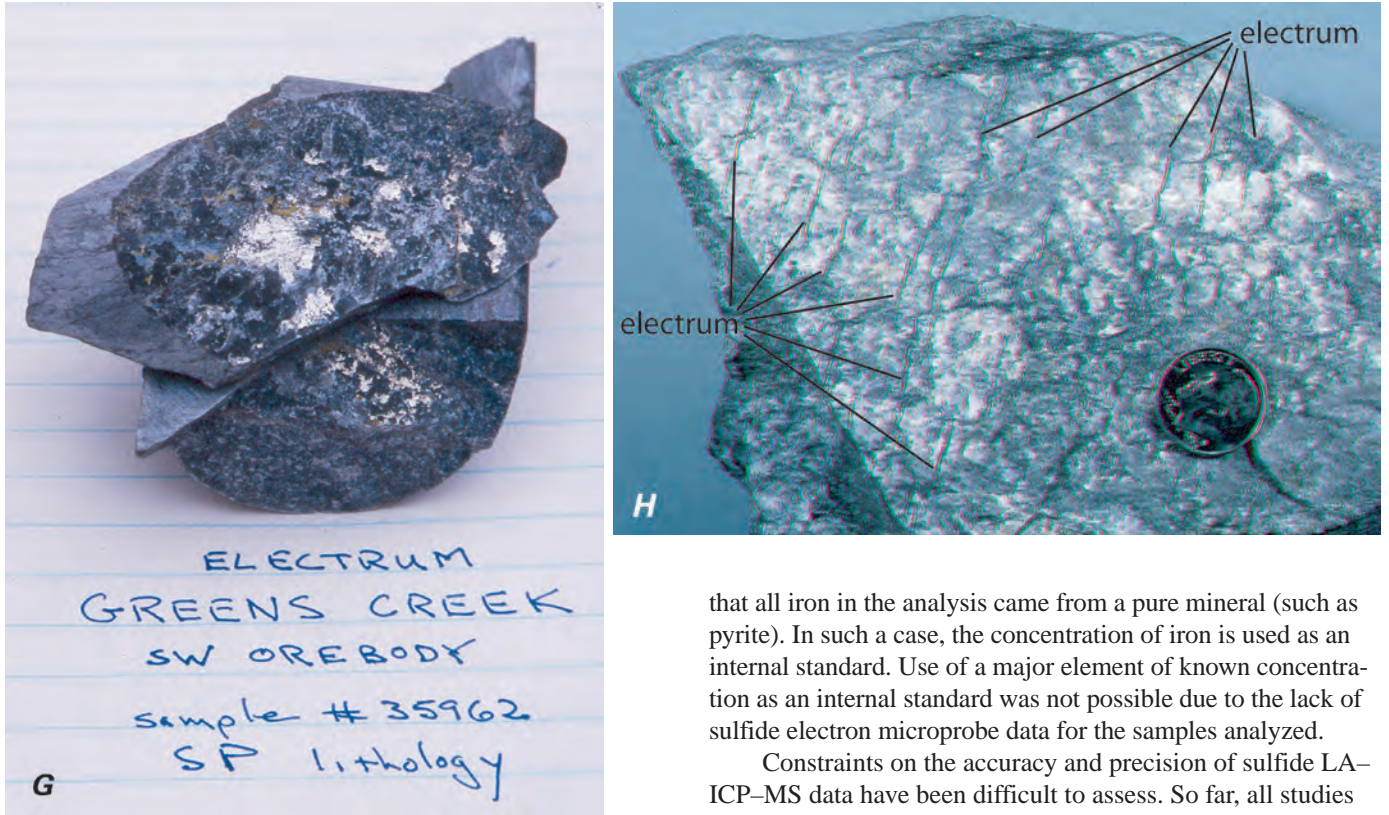 ELECTRUM
GREENS CREEK
SW OREBODY
sample # 35962
SP lithology
G
electrum
electrum
H
that all iron in the analysis came from a pure mineral (such as
pyrite). In such a case, the concentration of iron is used as an
internal standard. Use of a major element of known concentra-
tion as an internal standard was not possible due to the lack of
sulfide electron microprobe data for the samples analyzed.
Constraints on the accuracy and precision of sulfide LA–
ICP–MS data have been difficult to assess. So far, all studies